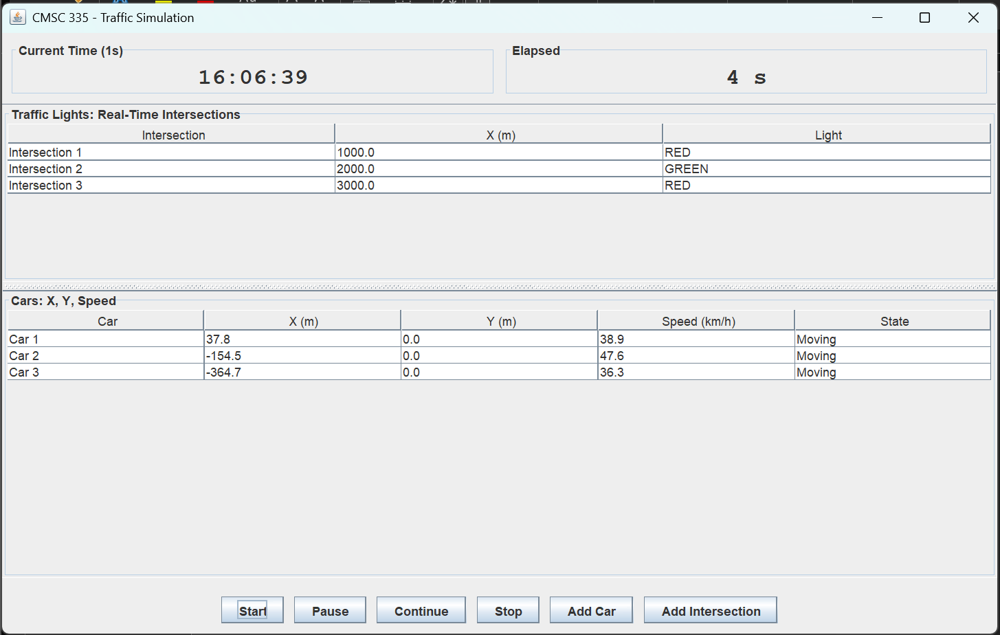 CMSC 335 - Traffic Simulation
Current Time (1s) Elapsed
16:06:39 4 s
Traffic Lights: Real-Time Intersections
Intersection X (m) Light
Intersection 1 1000.0 RED
Intersection 2 2000.0 GREEN
Intersection 3 3000.0 RED
Cars: X, Y, Speed
Car X (m) Y (m) Speed (km/h) State
Car 1 37.8 0.0 38.9 Moving
Car 2 -154.5 0.0 47.6 Moving
Car 3 -364.7 0.0 36.3 Moving
Start Pause Continue Stop Add Car Add Intersection